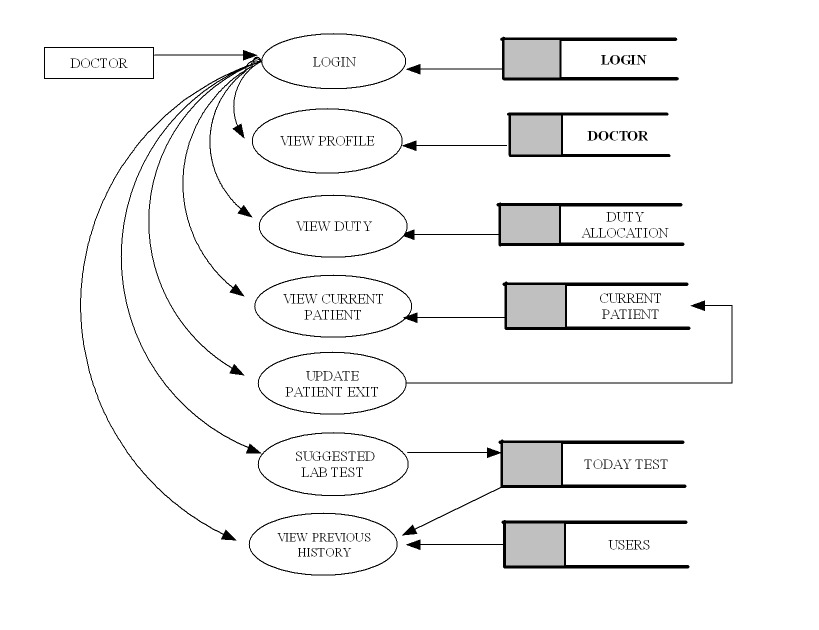 DOCTOR
LOGIN
LOGIN
VIEW PROFILE
DOCTOR
VIEW DUTY
DUTY
ALLOCATION
VIEW CURRENT
PATIENT
CURRENT
PATIENT
UPDATE
PATIENT EXIT
SUGGESTED
LAB TEST
TODAY TEST
VIEW PREVIOUS
HISTORY
USERS